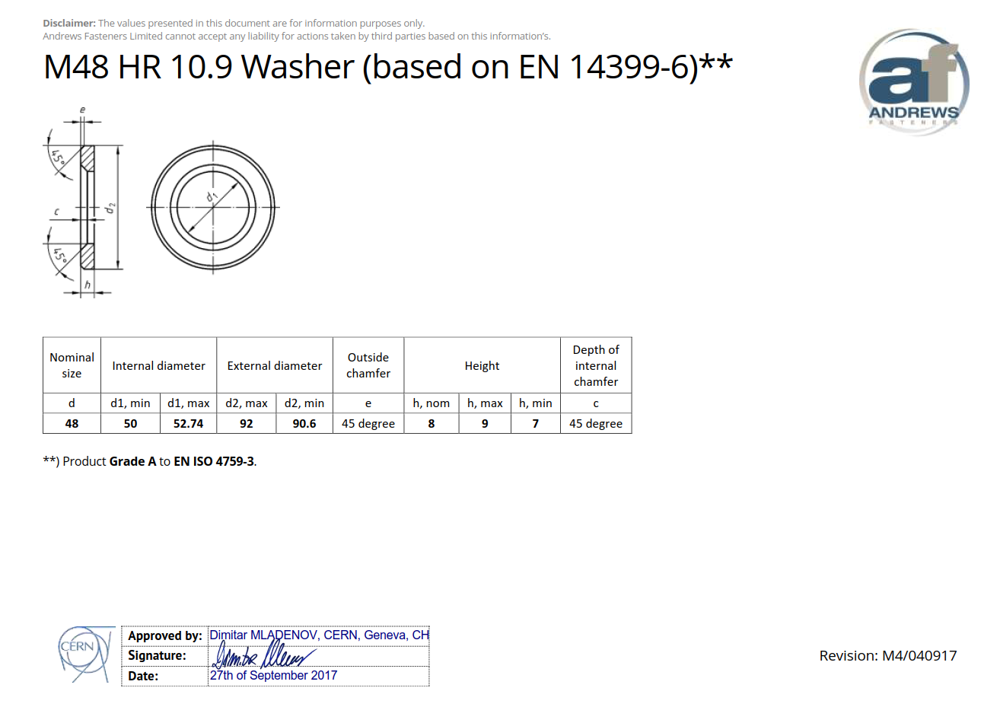 Disclaimer: The values presented in this document are for information purposes only.
Andrews Fasteners Limited cannot accept any liability for actions taken by third parties based on this information's.
M48 HR 10.9 Washer (based on EN 14399-6)**
af
ANDREWS
FASTENERS
e
45°
c
d2
d1
45°
h
Nominal size Internal diameter External diameter Outside chamfer Height Depth of internal chamfer
d d1, min d1, max d2, max d2, min e h, nom h, max h, min c
48 50 52.74 92 90.6 45 degree 8 9 7 45 degree
**) Product Grade A to EN ISO 4759-3.
CERN
Approved by: Dimitar MLADENOV, CERN, Geneva, CH
Signature:
Date: 27th of September 2017
Revision: M4/040917